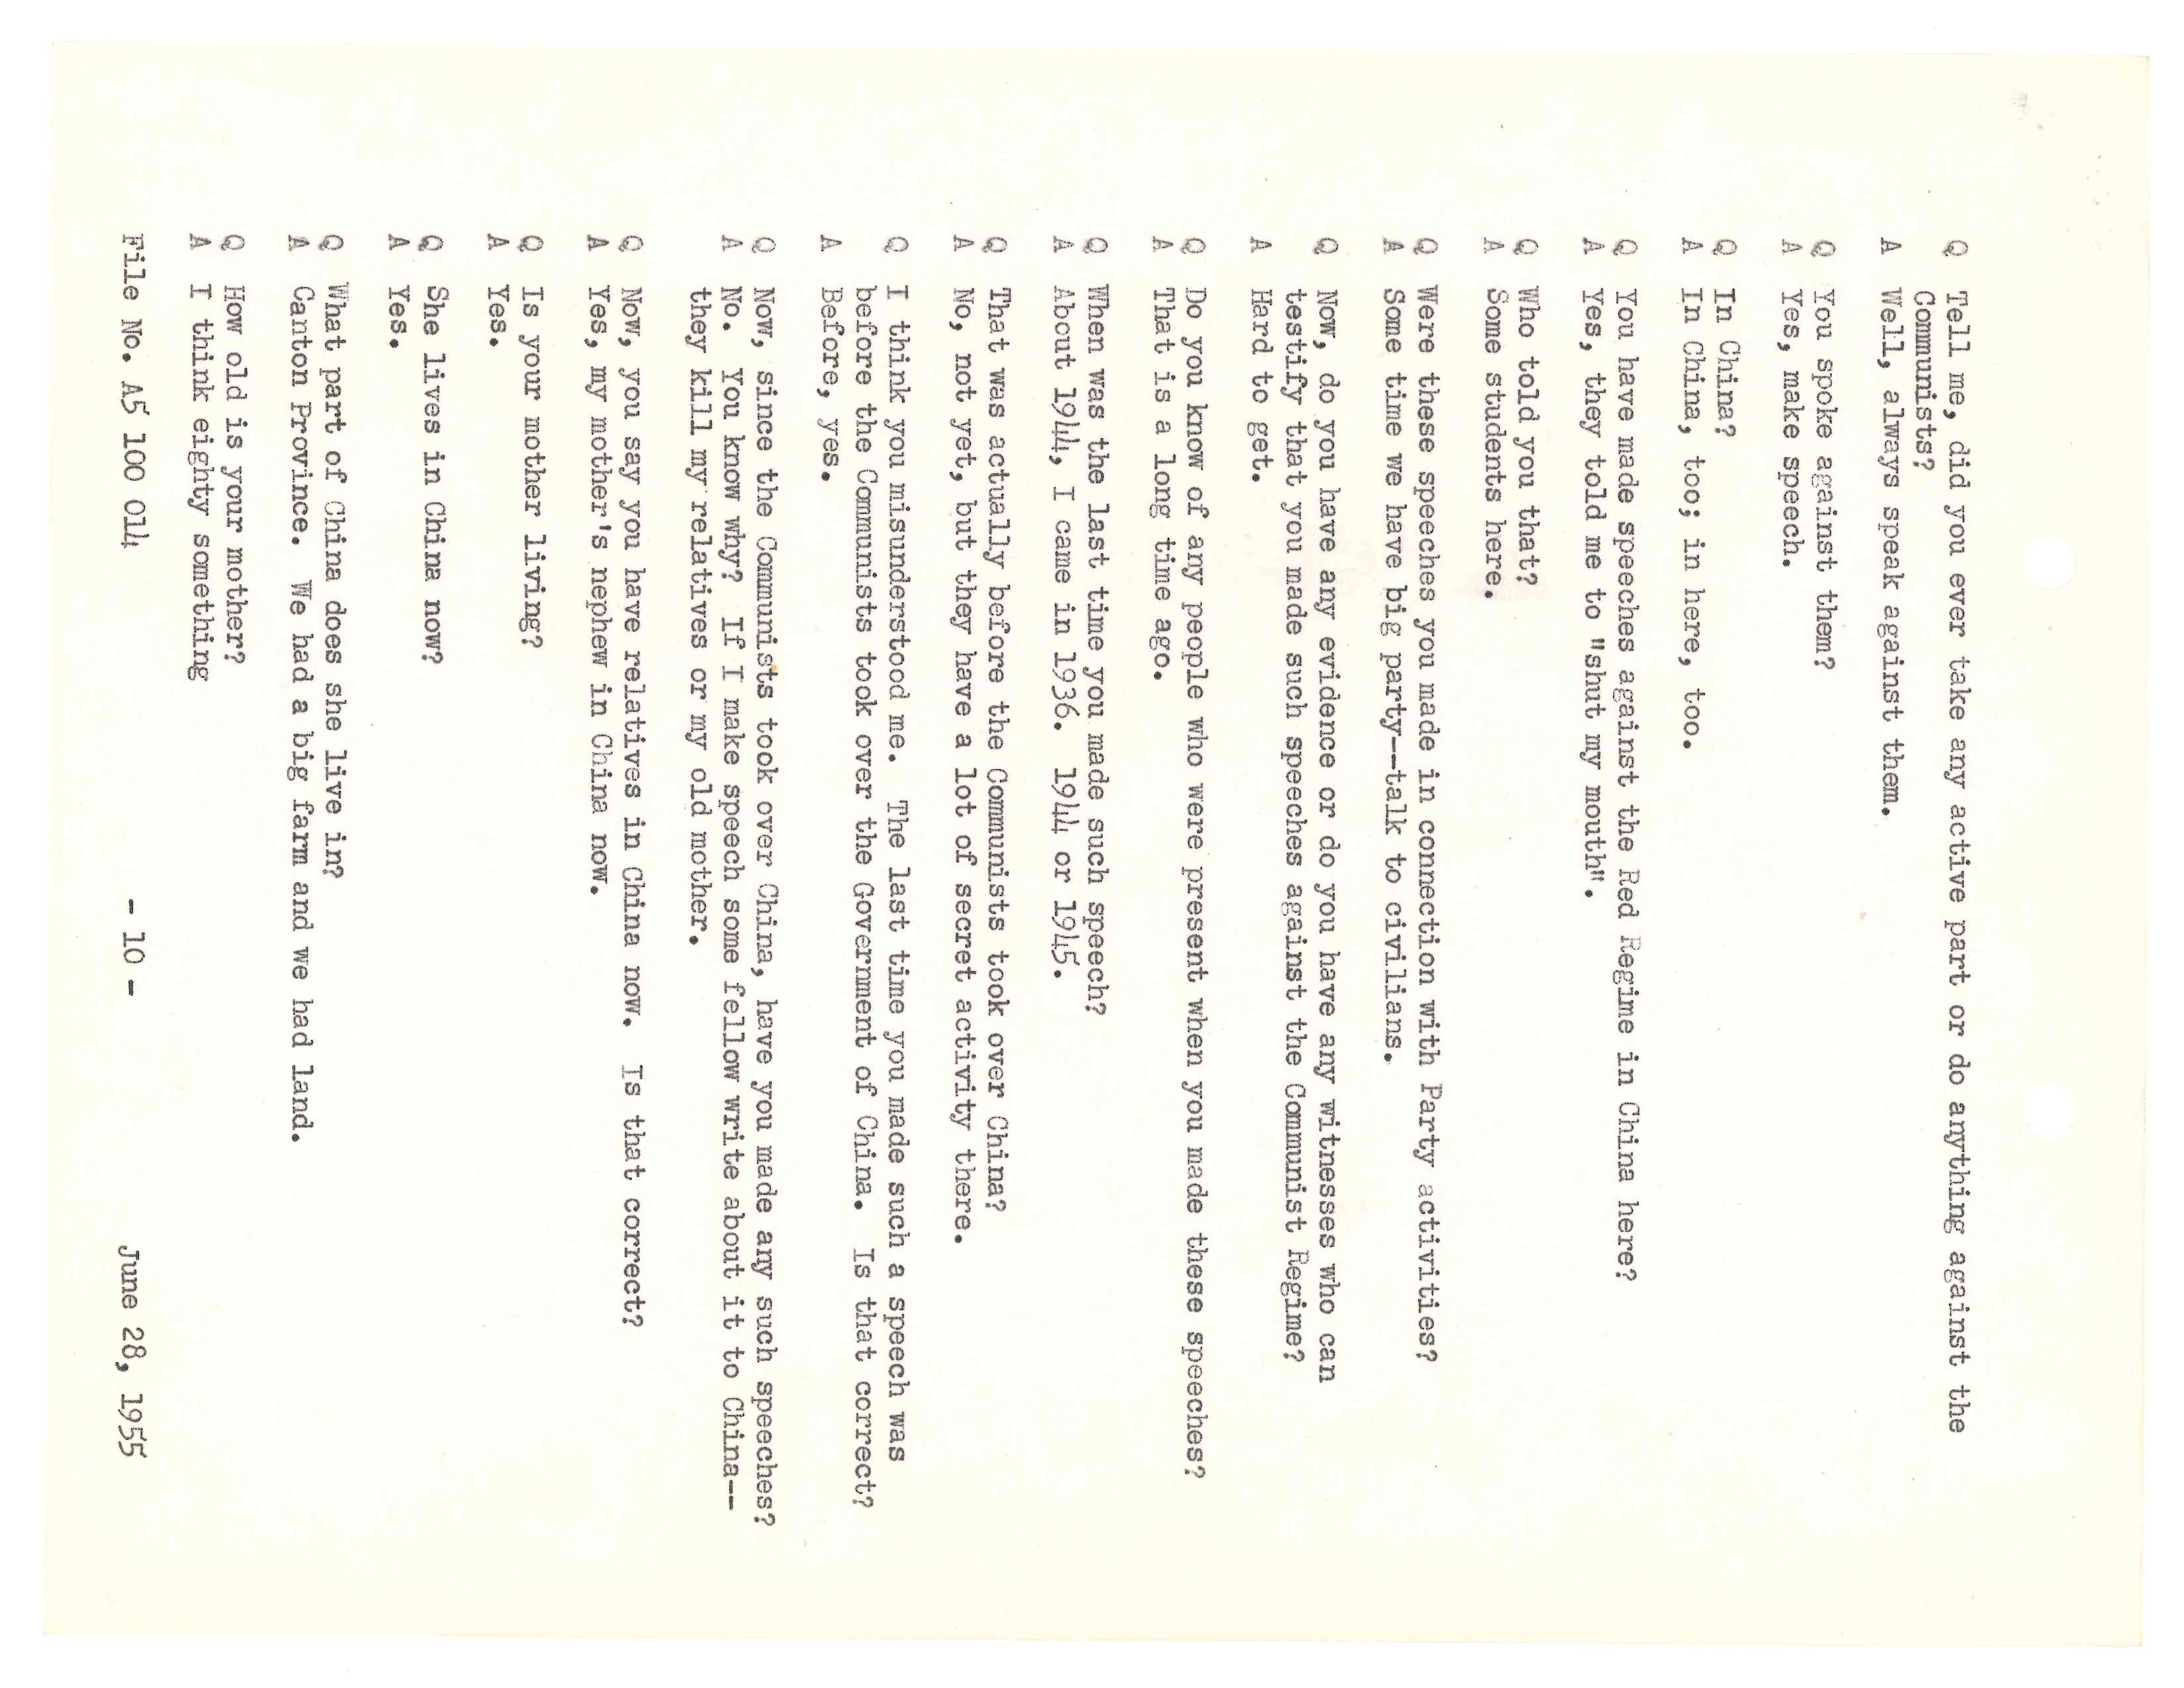 Q Tell me, did you ever take any active part or do anything against the
Communists?
A Well, always speak against them.
Q You spoke against them?
A Yes, make speech.
Q In China?
A In China, too; in here, too.
Q You have made speeches against the Red Regime in China here?
A Yes, they told me to "shut my mouth".
Q Who told you that?
A Some students here.
Q Were these speeches you made in connection with Party activities?
A Some time we have big party--talk to civilians.
Q Now, do you have any evidence or do you have any witnesses who can
testify that you made such speeches against the Communist Regime?
A Hard to get.
Q Do you know of any people who were present when you made these speeches?
A That is a long time ago.
Q When was the last time you made such speech?
A About 1944, I came in 1936. 1944 or 1945.
Q That was actually before the Communists took over China?
A No, not yet, but they have a lot of secret activity there.
Q I think you misunderstood me. The last time you made such a speech was
before the Communists took over the Government of China. Is that correct?
A Before, yes.
Q Now, since the Communists took over China, have you made any such speeches?
A No. You know why? If I make speech some fellow write about it to China--
they kill my relatives or my old mother.
Q Now, you say you have relatives in China now. Is that correct?
A Yes, my mother's nephew in China now.
Q Is your mother living?
A Yes.
Q She lives in China now?
A Yes.
Q What part of China does she live in?
A Canton Province. We had a big farm and we had land.
Q How old is your mother?
A I think eighty something
File No. A5 100 014 - 10 - June 28, 1955